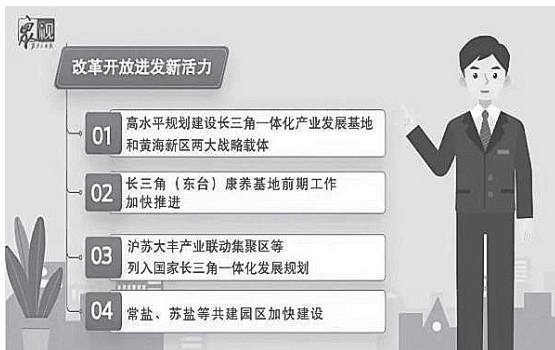 改革开放迸发新活力
01
高水平规划建设长三角一体化产业发展基地
和黄海新区两大战略载体
02
长三角（东台）康养基地前期工作
加快推进
03
沪苏大丰产业联动集聚区等
列入国家长三角一体化发展规划
04
常盐、苏盐等共建园区加快建设